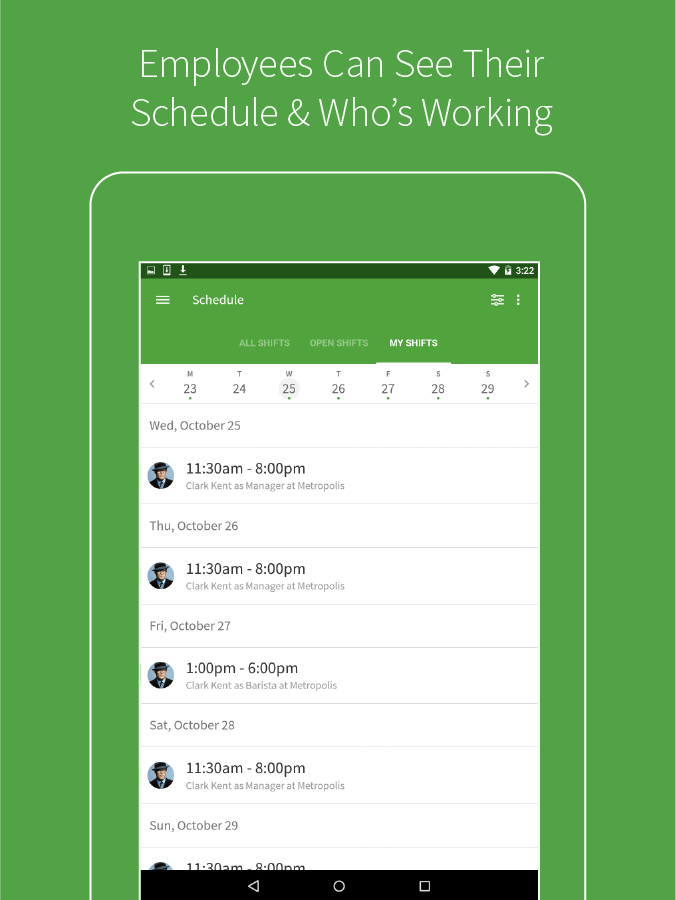 Employees Can See Their
Schedule & Who's Working
3:22
Schedule
ALL SHIFTS OPEN SHIFTS MY SHIFTS
M T W T F S S
23 24 25 26 27 28 29
Wed, October 25
11:30am - 8:00pm
Clark Kent as Manager at Metropolis
Thu, October 26
11:30am - 8:00pm
Clark Kent as Manager at Metropolis
Fri, October 27
1:00pm - 6:00pm
Clark Kent as Barista at Metropolis
Sat, October 28
11:30am - 8:00pm
Clark Kent as Manager at Metropolis
Sun, October 29
11:30am - 8:00pm